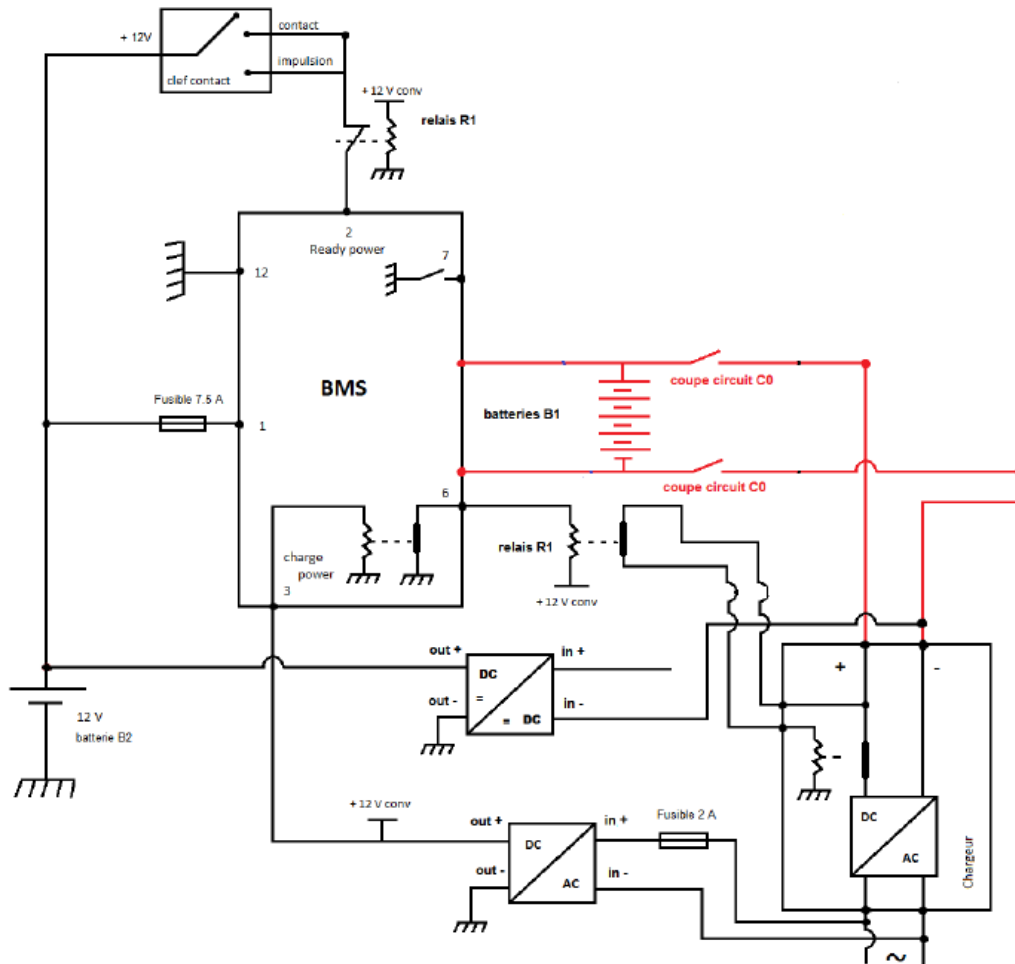 contact
+ 12V
impulsion
clef contact
+ 12 V conv
relais R1
2
Ready power
7
12
coupe circuit C0
BMS
Fusible 7.5 A
batteries B1
1
coupe circuit C0
6
relais R1
charge
power
3
+ 12 V conv
out +
in +
+
-
DC
out -
=
= DC
in -
12 V
batterie B2
+ 12 V conv
out +
in +
Fusible 2 A
DC
DC
out -
AC
in -
AC
Chargeur
~